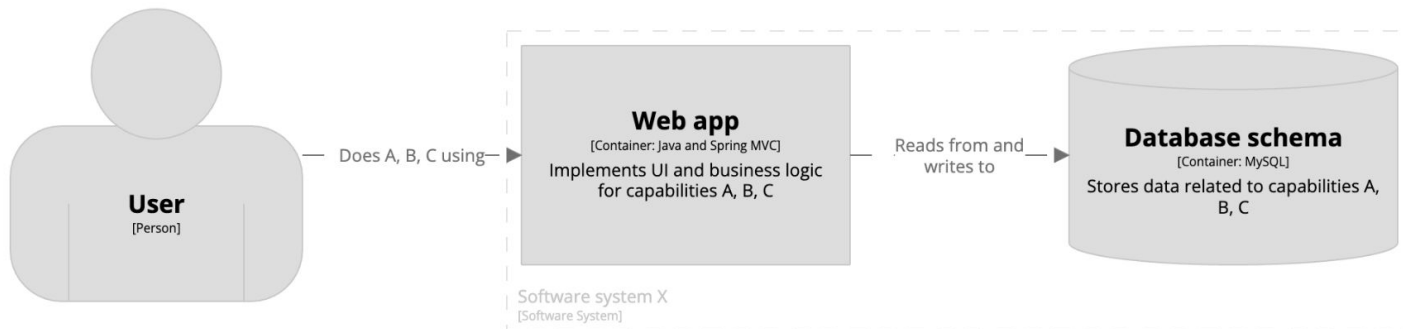 User
[Person]
Does A, B, C using
Web app
[Container: Java and Spring MVC]
Implements UI and business logic
for capabilities A, B, C
Reads from and
writes to
Database schema
[Container: MySQL]
Stores data related to capabilities A,
B, C
Software system X
[Software System]